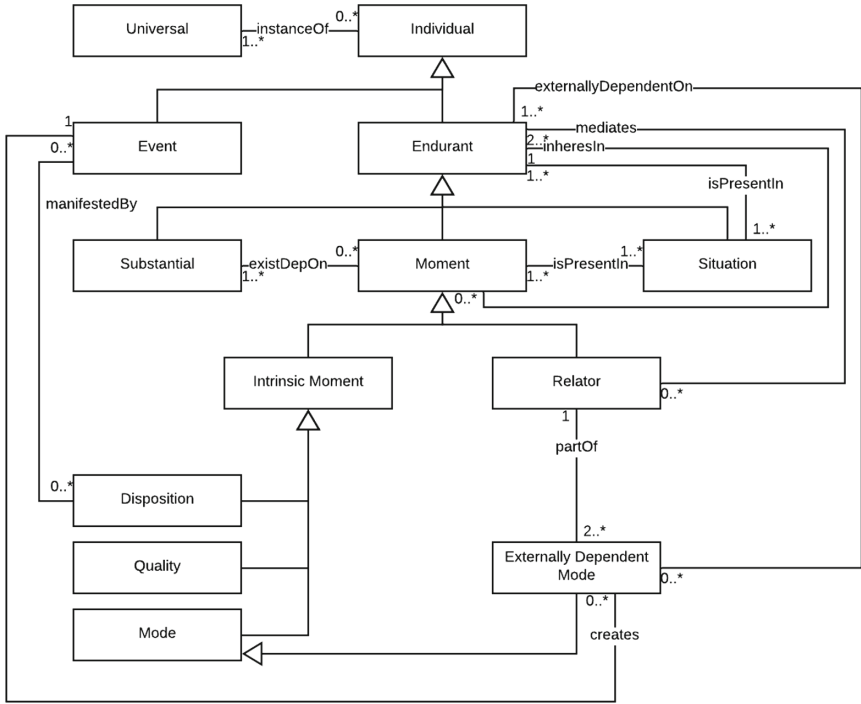 Universal
instanceOf
1..*
0..*
Individual
externallyDependentOn
1..*
mediates
2..*
inheresIn
1
1..*
isPresentIn
1..*
1
Event
0..*
Endurant
manifestedBy
Substantial
existDepOn
1..*
0..*
Moment
isPresentIn
1..*
1..*
Situation
0..*
Intrinsic Moment
Relator
0..*
1
partOf
2..*
0..*
Disposition
Quality
Mode
Externally Dependent
Mode
0..*
0..*
creates